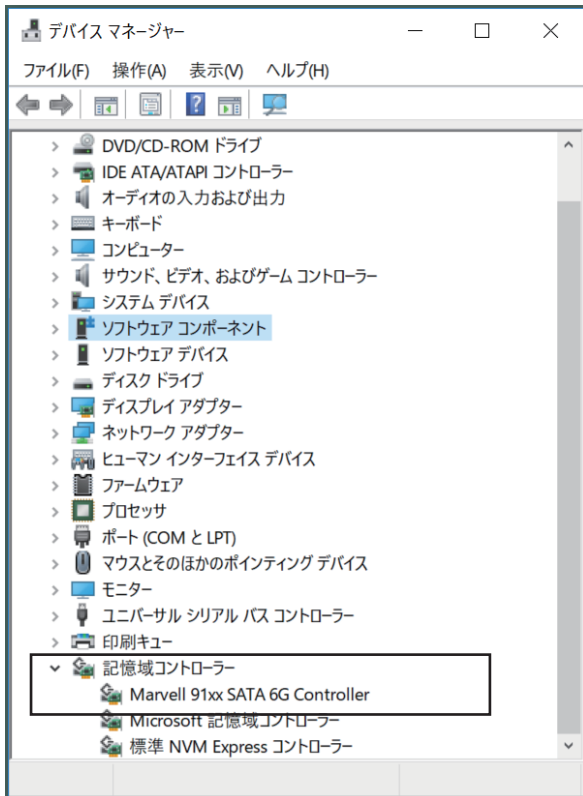 デバイス マネージャー
ファイル(F) 操作(A) 表示(V) ヘルプ(H)
DVD/CD-ROM ドライブ
IDE ATA/ATAPI コントローラー
オーディオの入力および出力
キーボード
コンピューター
サウンド、ビデオ、およびゲーム コントローラー
システム デバイス
ソフトウェア コンポーネント
ソフトウェア デバイス
ディスク ドライブ
ディスプレイ アダプター
ネットワーク アダプター
ヒューマン インターフェイス デバイス
ファームウェア
プロセッサ
ポート (COM と LPT)
マウスとそのほかのポインティング デバイス
モニター
ユニバーサル シリアル バス コントローラー
印刷キュー
記憶域コントローラー
Marvell 91xx SATA 6G Controller
Microsoft 記憶域コントローラー
標準 NVM Express コントローラー